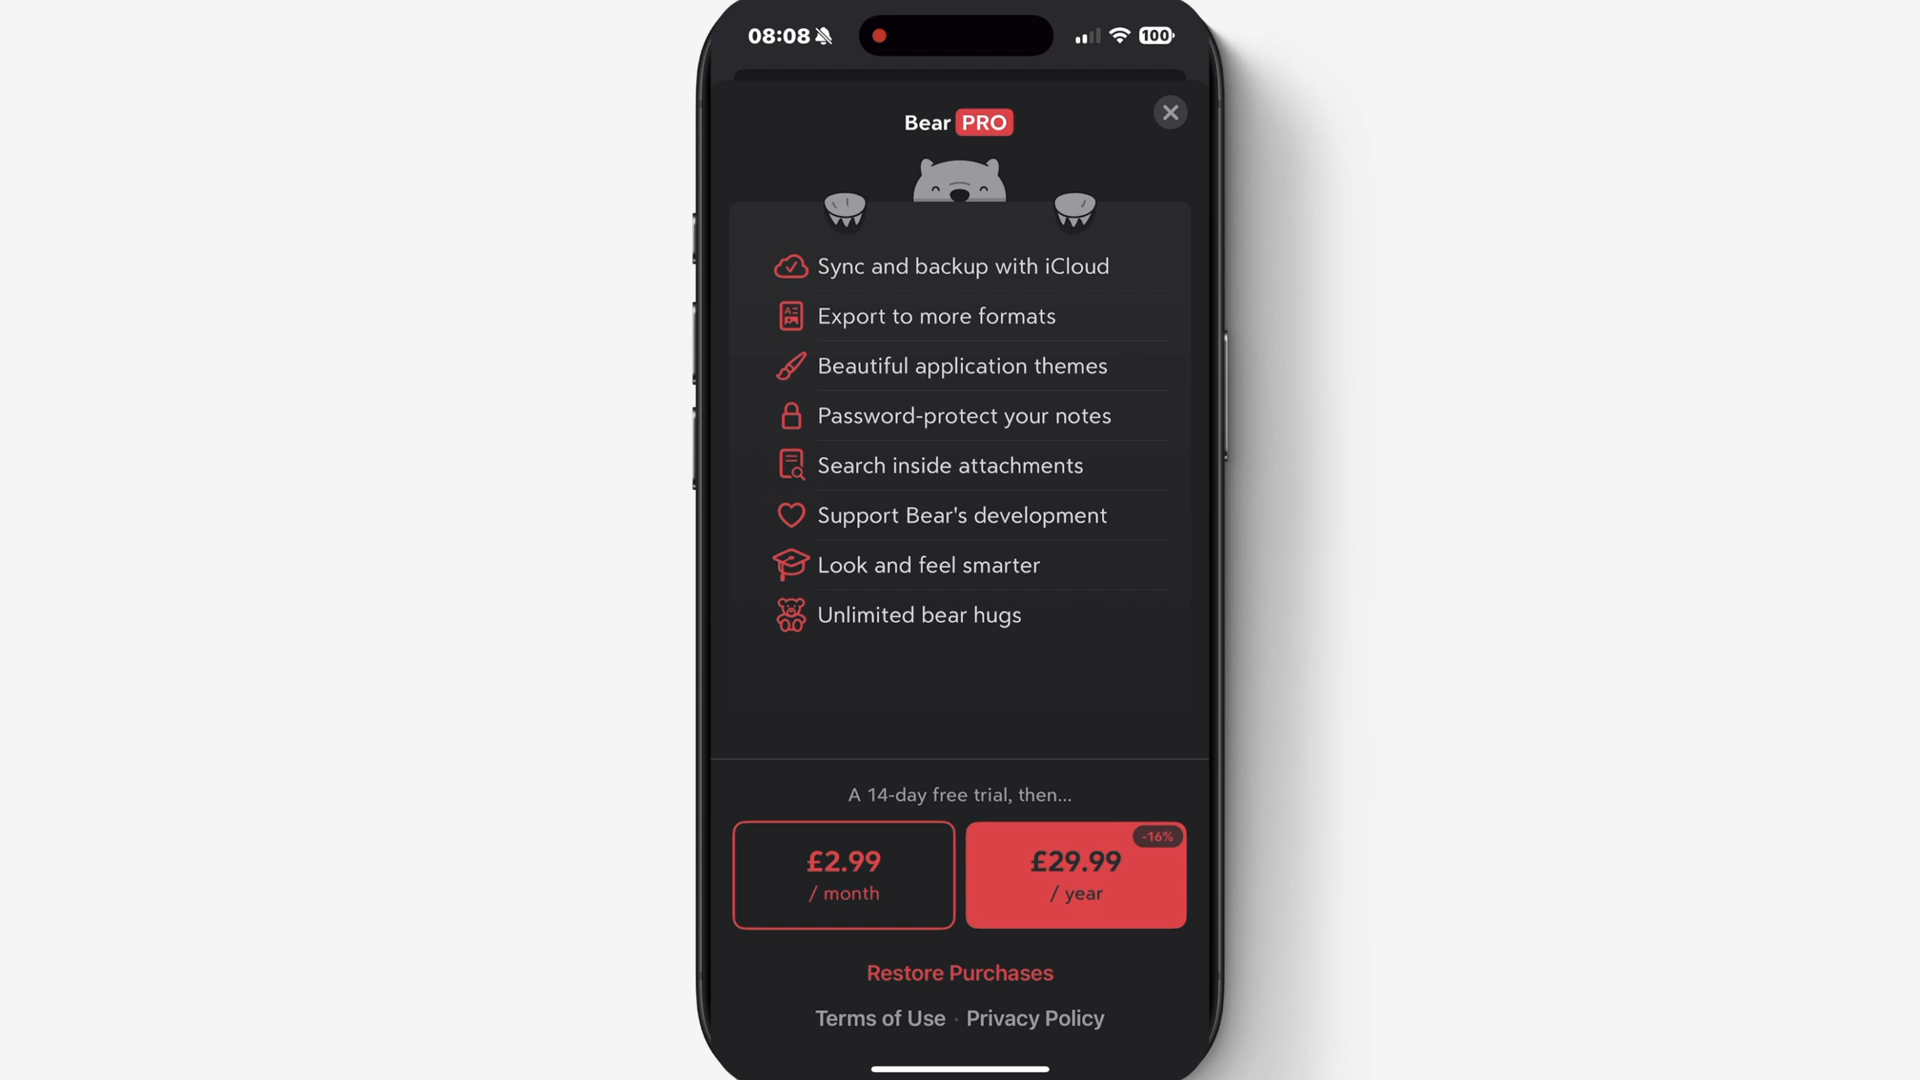 08:08
100
Bear PRO
Sync and backup with iCloud
Export to more formats
Beautiful application themes
Password-protect your notes
Search inside attachments
Support Bear's development
Look and feel smarter
Unlimited bear hugs
A 14-day free trial, then...
-16%
£2.99
/ month
£29.99
/ year
Restore Purchases
Terms of Use · Privacy Policy